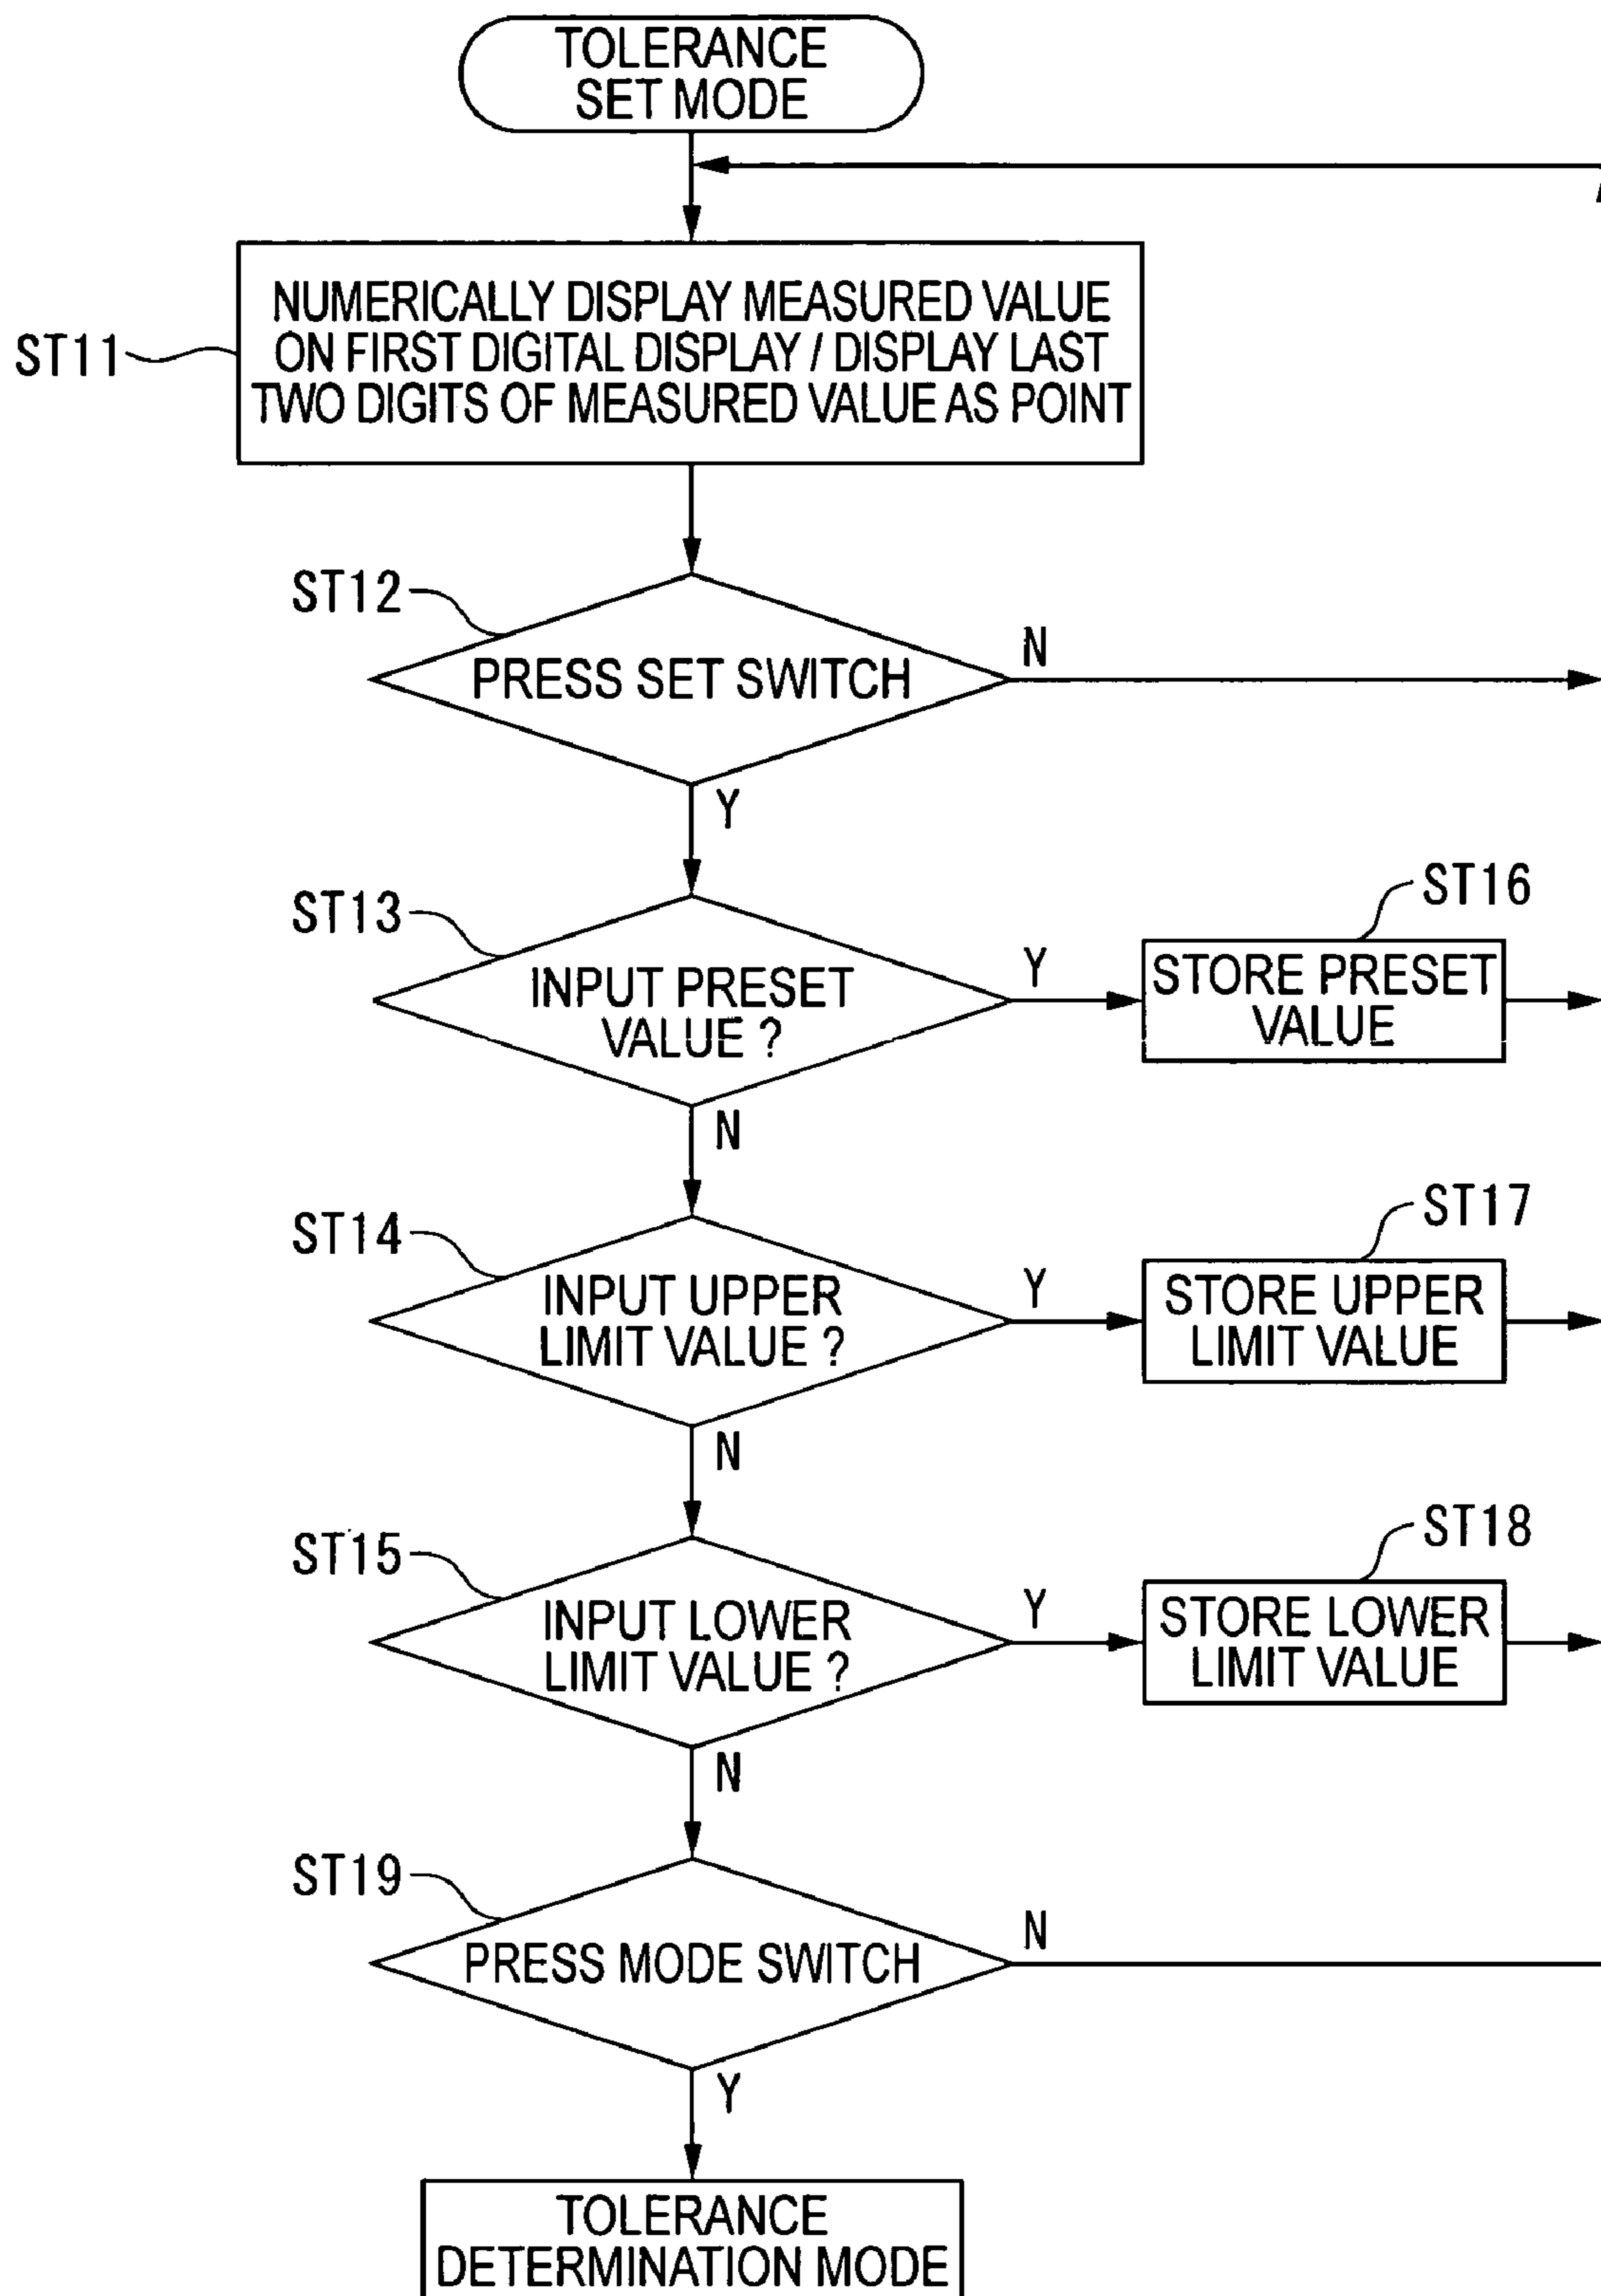 TOLERANCE
SET MODE
ST11
NUMERICALLY DISPLAY MEASURED VALUE
ON FIRST DIGITAL DISPLAY / DISPLAY LAST
TWO DIGITS OF MEASURED VALUE AS POINT
ST12
PRESS SET SWITCH
N
Y
ST13
INPUT PRESET
VALUE ?
Y
ST16
STORE PRESET
VALUE
N
ST14
INPUT UPPER
LIMIT VALUE ?
Y
ST17
STORE UPPER
LIMIT VALUE
N
ST15
INPUT LOWER
LIMIT VALUE ?
Y
ST18
STORE LOWER
LIMIT VALUE
N
ST19
PRESS MODE SWITCH
N
Y
TOLERANCE
DETERMINATION MODE